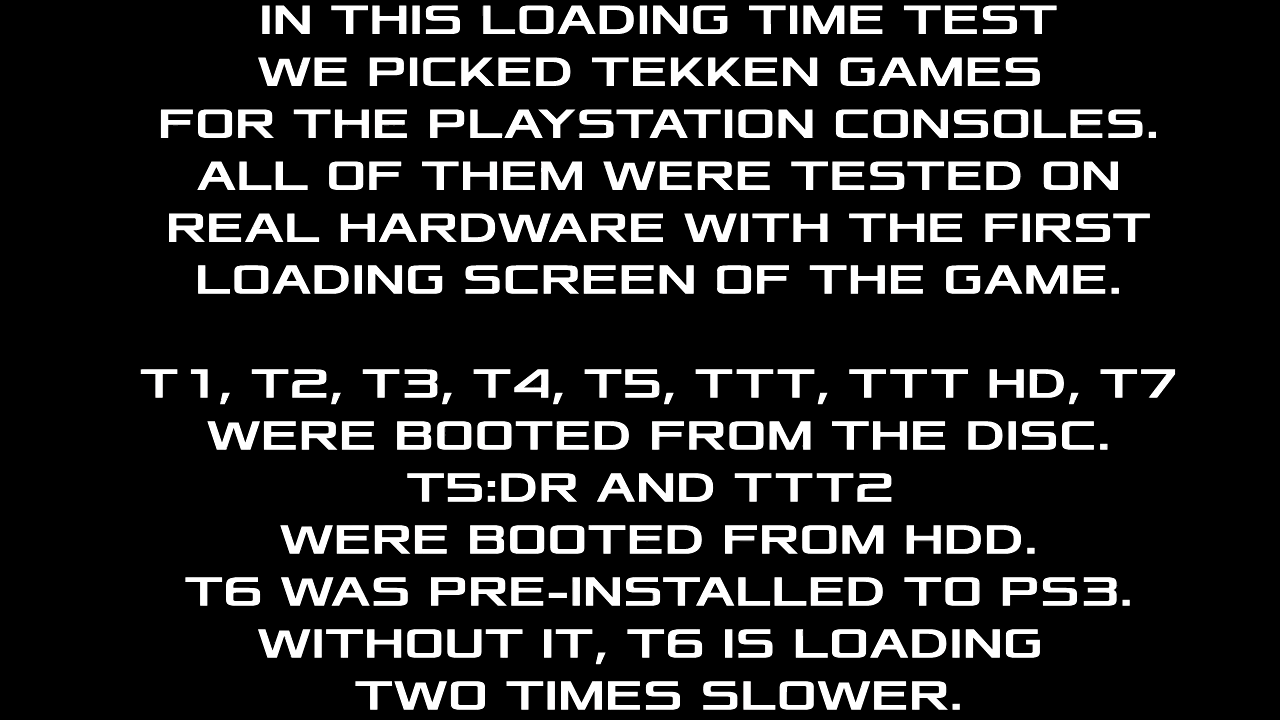 IN THIS LOADING TIME TEST
WE PICKED TEKKEN GAMES
FOR THE PLAYSTATION CONSOLES.
ALL OF THEM WERE TESTED ON
REAL HARDWARE WITH THE FIRST
LOADING SCREEN OF THE GAME.
T1, T2, T3, T4, T5, TTT, TTT HD, T7
WERE BOOTED FROM THE DISC.
T5:DR AND TTT2
WERE BOOTED FROM HDD.
T6 WAS PRE-INSTALLED TO PS3.
WITHOUT IT, T6 IS LOADING
TWO TIMES SLOWER.